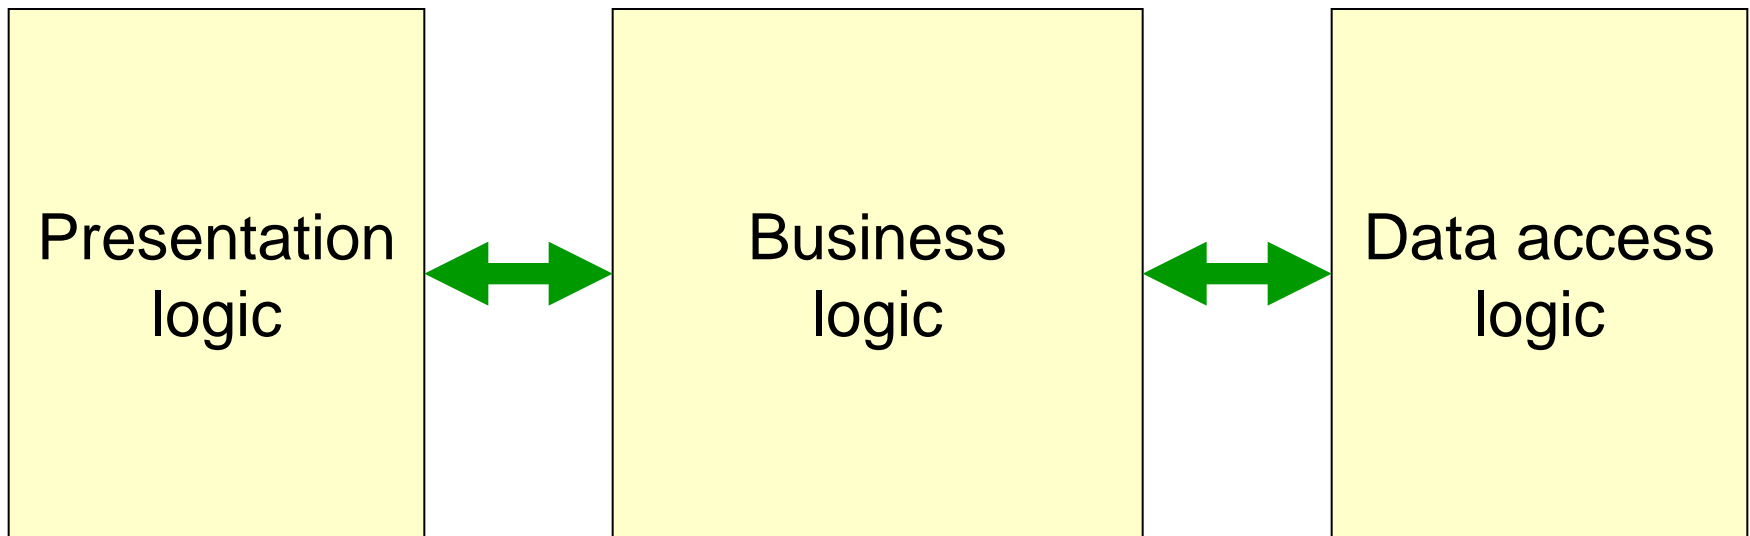 Presentation
logic
Business
logic
Data access
logic